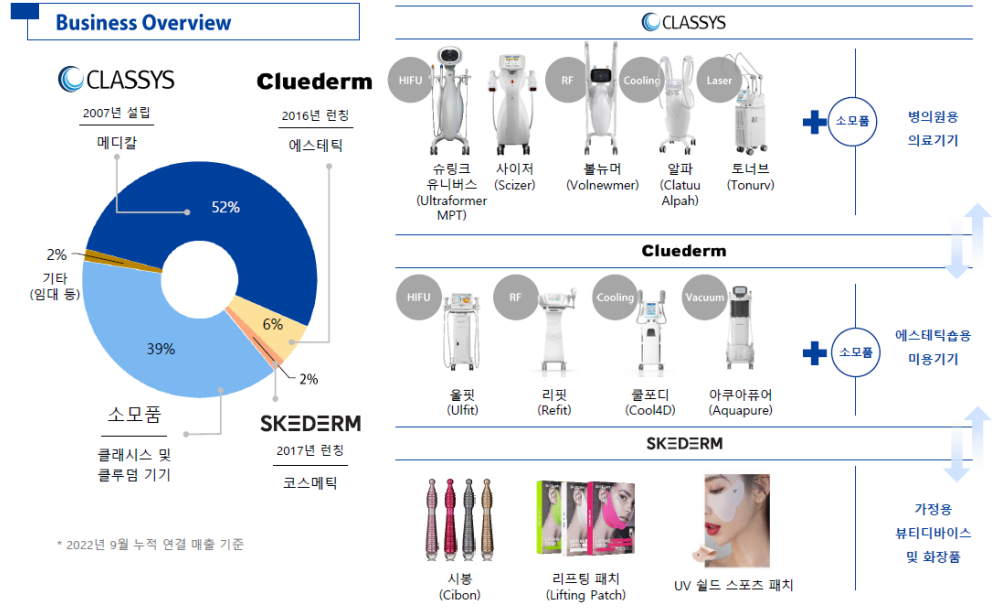 Business Overview
CLASSYS
Cluederm
2007년 설립
메디칼
2016년 런칭
에스테틱
52%
2%
기타
(임대 등)
6%
39%
2%
소모품
클래시스 및
클루덤 기기
SKEDERM
2017년 런칭
코스메틱
* 2022년 9월 누적 연결 매출 기준
CLASSYS
HIFU
RF
Cooling
Laser
슈링크
유니버스
(Ultraformer
MPT)
사이저
(Scizer)
볼뉴머
(Volnewmer)
알파
(Clatuu
Alpah)
토너브
(Tonurv)
소모품
병의원용
의료기기
Cluederm
HIFU
RF
Cooling
Vacuum
울핏
(Ulfit)
리핏
(Refit)
쿨포디
(Cool4D)
아쿠아퓨어
(Aquapure)
소모품
에스테틱숍용
미용기기
SKEDERM
시봉
(Cibon)
리프팅 패치
(Lifting Patch)
UV 쉴드 스포츠 패치
가정용
뷰티디바이스
및 화장품